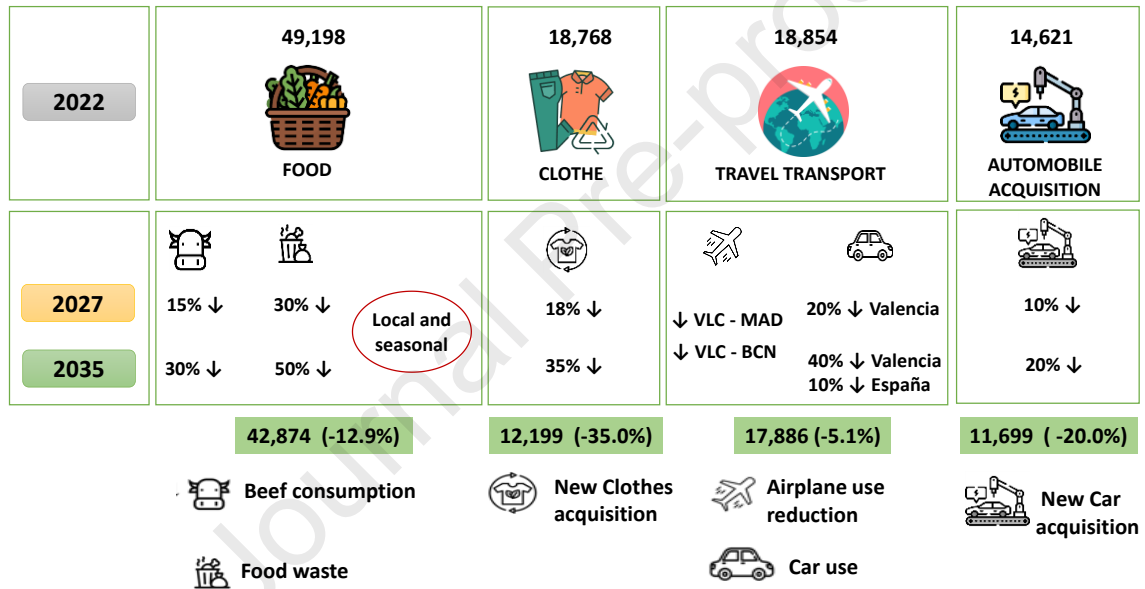 49,198
18,768
18,854
14,621
2022
FOOD
CLOTHE
TRAVEL TRANSPORT
AUTOMOBILE
ACQUISITION
2027
15% ↓
30% ↓
Local and
seasonal
18% ↓
↓ VLC - MAD
20% ↓ Valencia
10% ↓
2035
30% ↓
50% ↓
35% ↓
↓ VLC - BCN
40% ↓ Valencia
10% ↓ España
20% ↓
42,874 (-12.9%)
12,199 (-35.0%)
17,886 (-5.1%)
11,699 ( -20.0%)
Beef consumption
New Clothes
acquisition
Airplane use
reduction
New Car
acquisition
Food waste
Car use
Journal Pre-proo